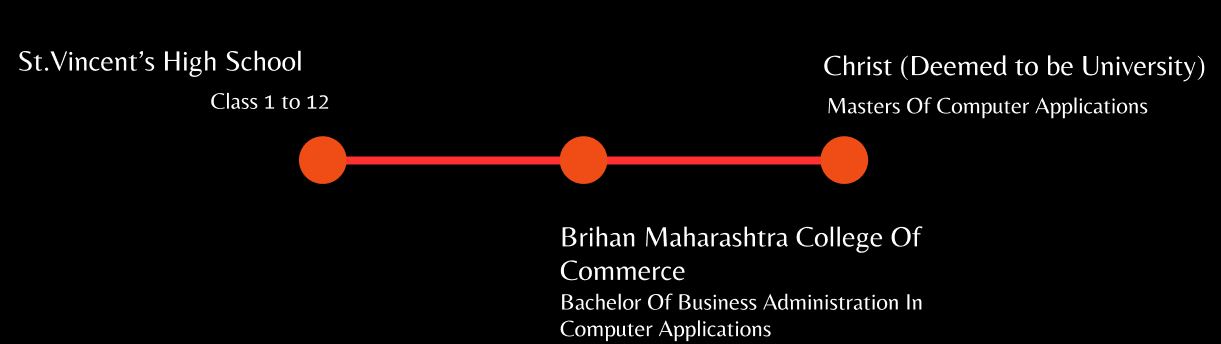 St.Vincent's High School
Class 1 to 12
Christ (Deemed to be University)
Masters Of Computer Applications
Brihan Maharashtra College Of
Commerce
Bachelor Of Business Administration In
Computer Applications